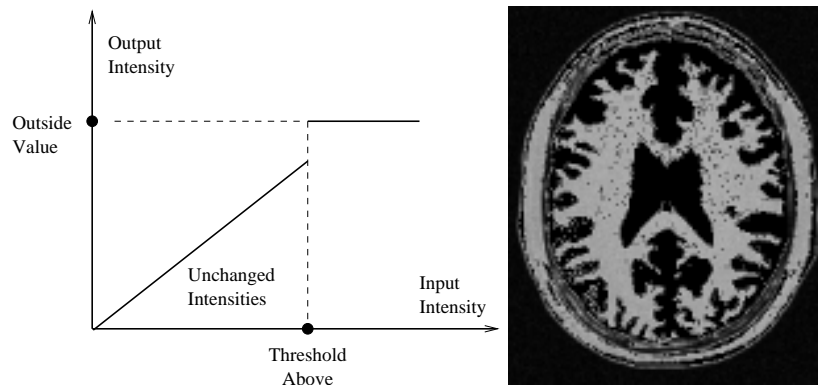 Output
Intensity
Outside
Value
Unchanged
Intensities
Input
Intensity
Threshold
Above